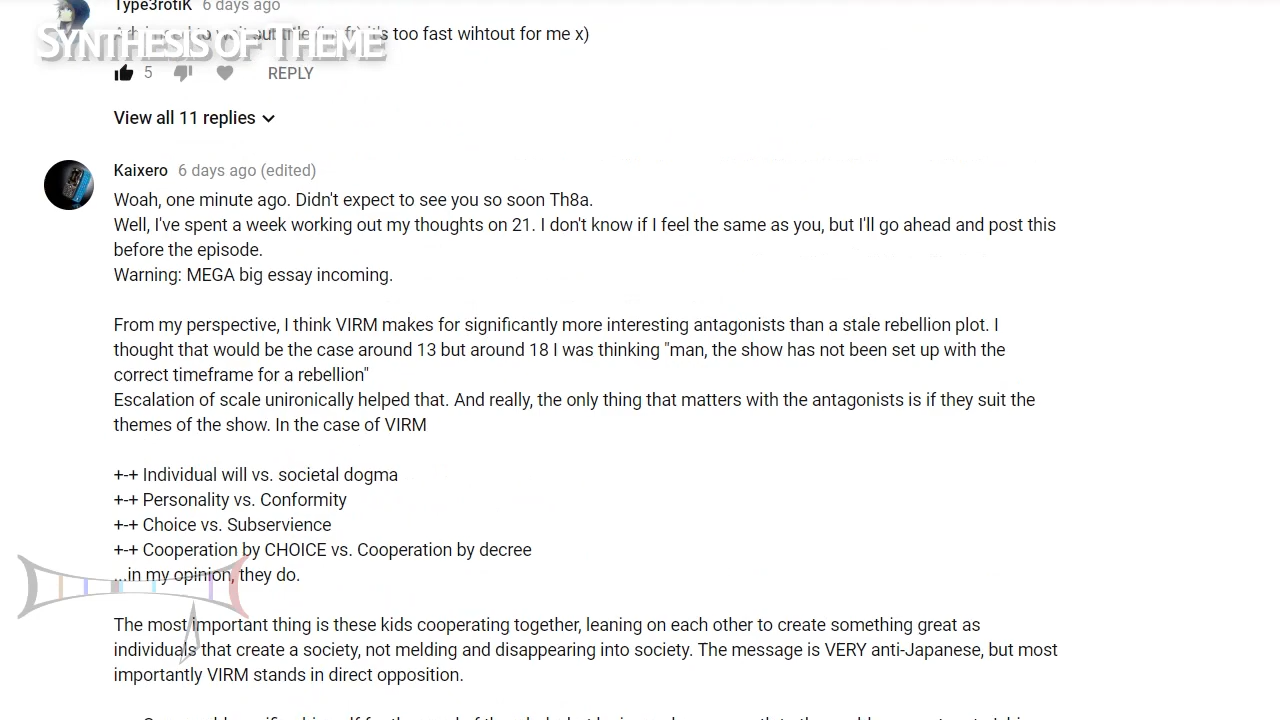 Type3rotiK 6 days ago
SYNTHESIS OF THEME
it's too fast wihtout for me x)
5 REPLY
View all 11 replies
Kaixero 6 days ago (edited)
Woah, one minute ago. Didn't expect to see you so soon Th8a.
Well, I've spent a week working out my thoughts on 21. I don't know if I feel the same as you, but I'll go ahead and post this
before the episode.
Warning: MEGA big essay incoming.
From my perspective, I think VIRM makes for significantly more interesting antagonists than a stale rebellion plot. I
thought that would be the case around 13 but around 18 I was thinking "man, the show has not been set up with the
correct timeframe for a rebellion"
Escalation of scale unironically helped that. And really, the only thing that matters with the antagonists is if they suit the
themes of the show. In the case of VIRM
+-+ Individual will vs. societal dogma
+-+ Personality vs. Conformity
+-+ Choice vs. Subservience
+-+ Cooperation by CHOICE vs. Cooperation by decree
...in my opinion, they do.
The most important thing is these kids cooperating together, leaning on each other to create something great as
individuals that create a society, not melding and disappearing into society. The message is VERY anti-Japanese, but most
importantly VIRM stands in direct opposition.